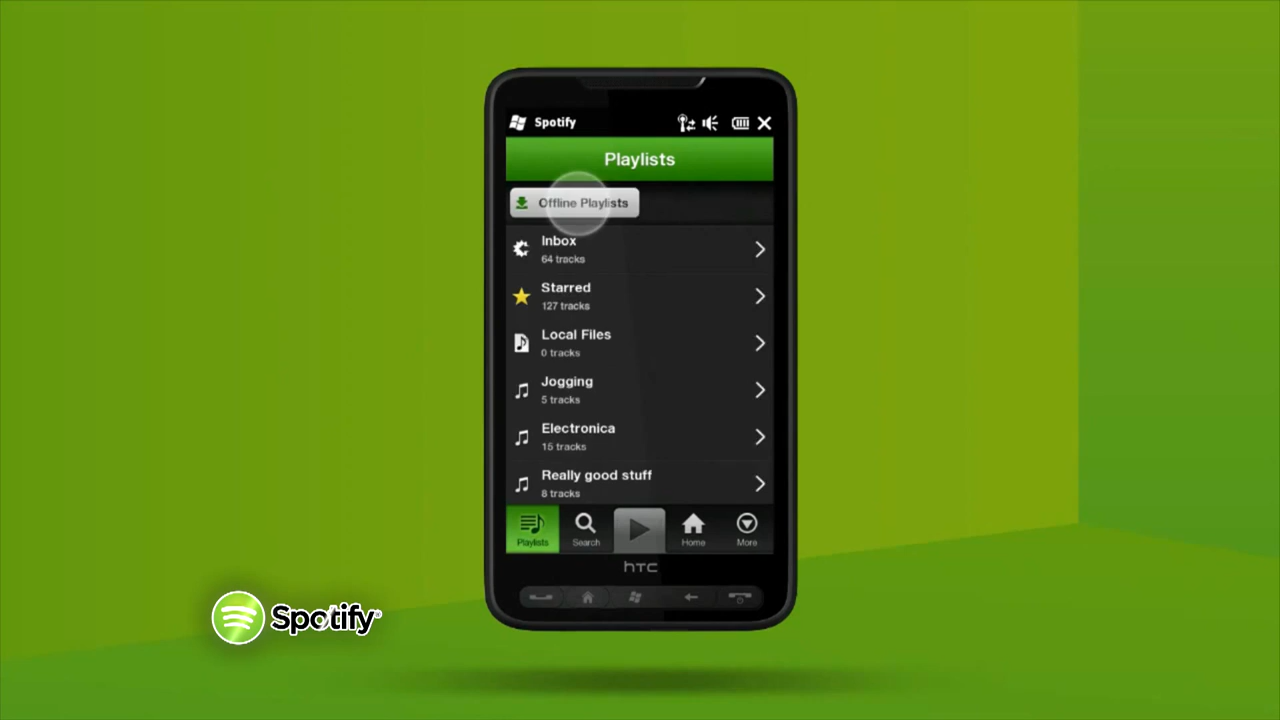 Spotify
Playlists
Offline Playlists
Inbox
64 tracks
Starred
127 tracks
Local Files
0 tracks
Jogging
5 tracks
Electronica
15 tracks
Really good stuff
8 tracks
Playlists Search Home More
hTC
Spotify